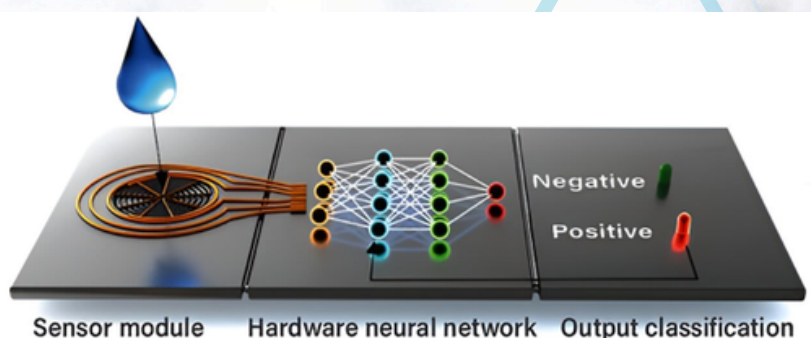 Negative
Positive
Sensor module
Hardware neural network
Output classification